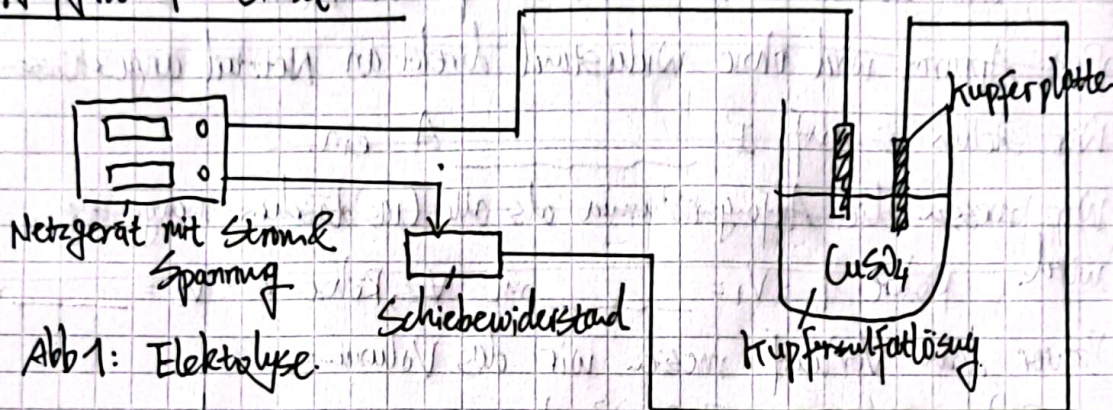 Kupferplatte
Netzgerät mit Strom&
Spannung
CuSO4
Schiebewiderstand
Kupfersulfatlösung
Abb1: Elektolyse.